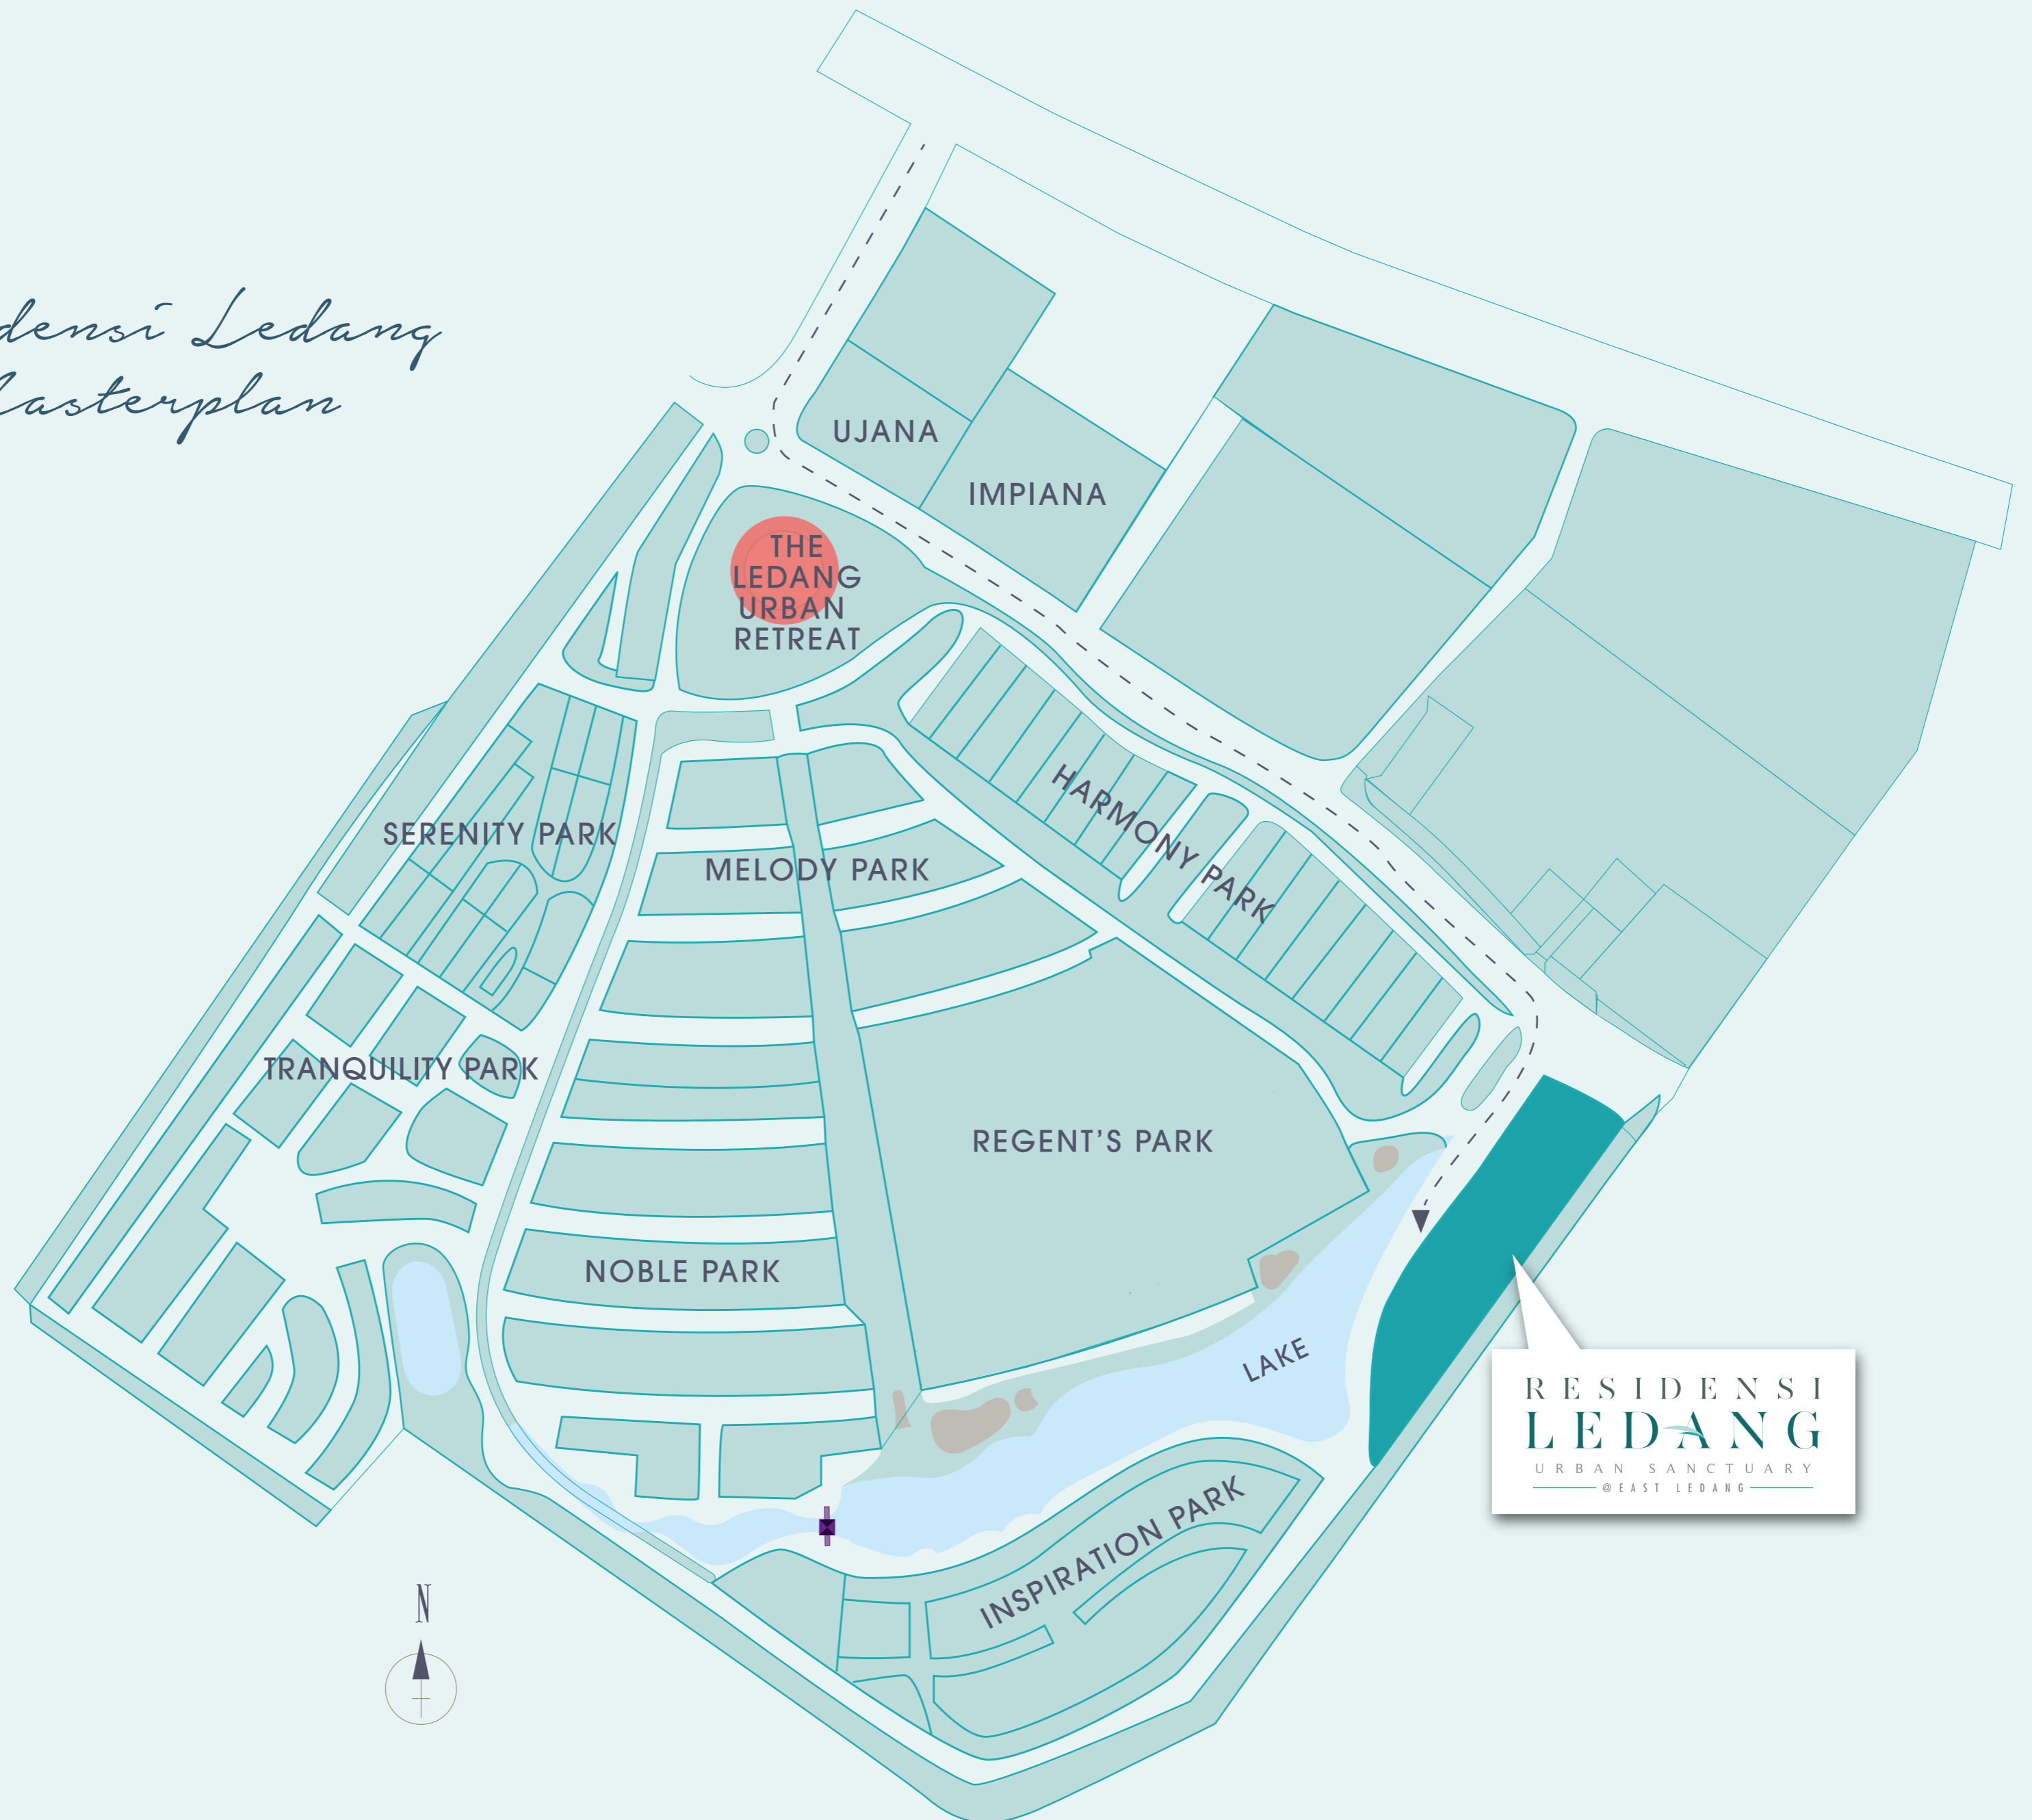 densi Ledang
asterplan
UJANA
IMPIANA
THE
LEDANG
URBAN
RETREAT
HARMONY PARK
SERENITY PARK
MELODY PARK
TRANQUILITY PARK
REGENT'S PARK
NOBLE PARK
LAKE
RESIDENSI
LEDANG
URBAN SANCTUARY
@EAST LEDANG
INSPIRATION PARK
N